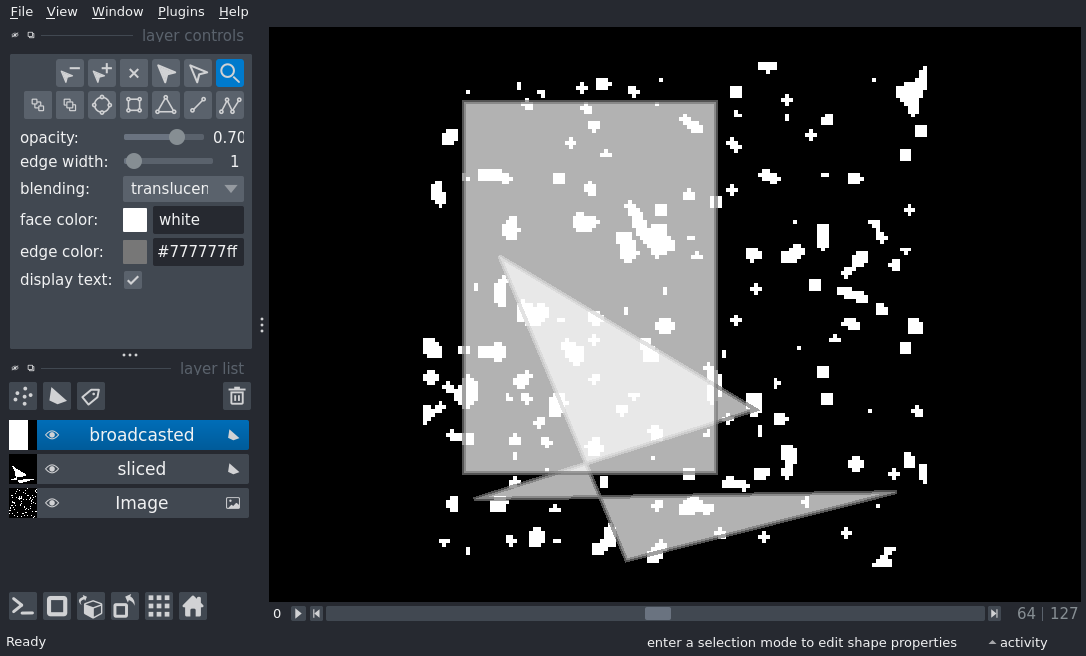 File View Window Plugins Help
layer controls
opacity: 0.70
edge width: 1
blending: translucen
face color: white
edge color: #777777ff
display text:
layer list
broadcasted
sliced
Image
0 64 | 127
Ready enter a selection mode to edit shape properties activity